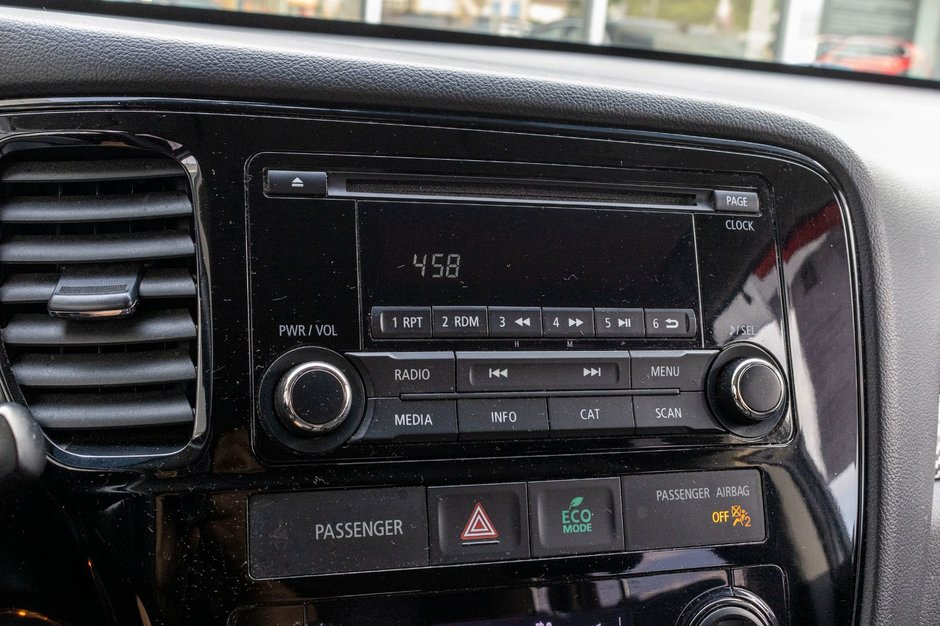 PAGE
CLOCK
458
1 RPT 2 RDM 3 4 5 6
H M
PWR / VOL
/SEL
RADIO MENU
MEDIA INFO CAT SCAN
PASSENGER
ECO
MODE
PASSENGER AIRBAG
OFF 2